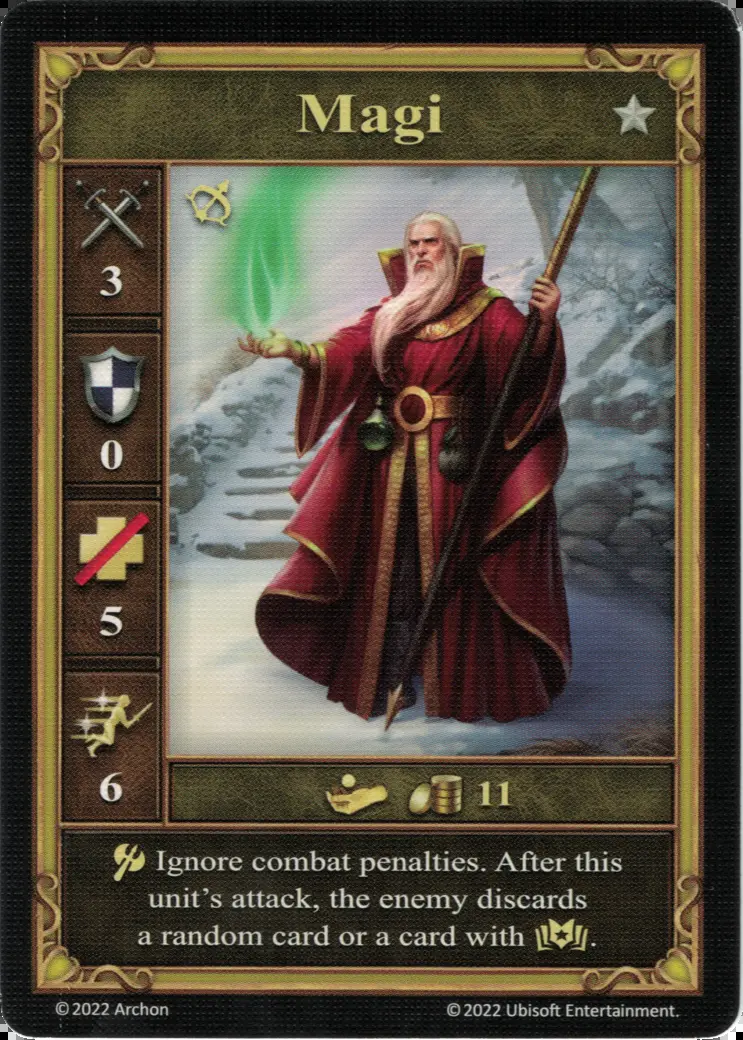 Magi
3
0
5
6
11
Ignore combat penalties. After this
unit's attack, the enemy discards
a random card or a card with .
© 2022 Archon
© 2022 Ubisoft Entertainment.